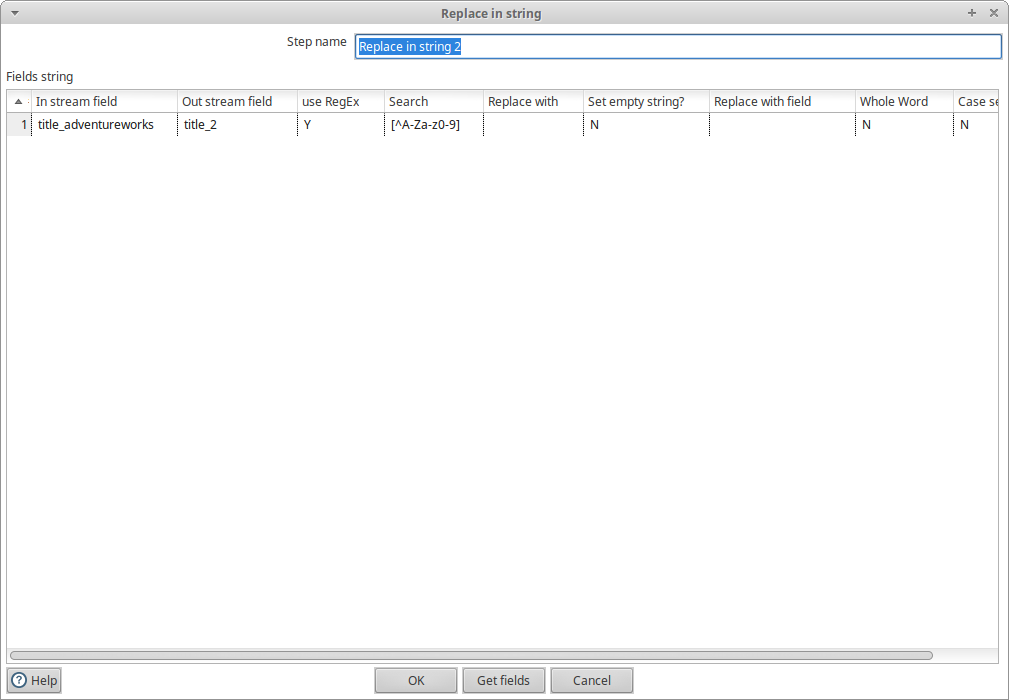 Replace in string
Step name Replace in string 2
Fields string
In stream field Out stream field use RegEx Search Replace with Set empty string? Replace with field Whole Word Case se
1 title_adventureworks title_2 Y [^A-Za-z0-9] N N N
Help OK Get fields Cancel